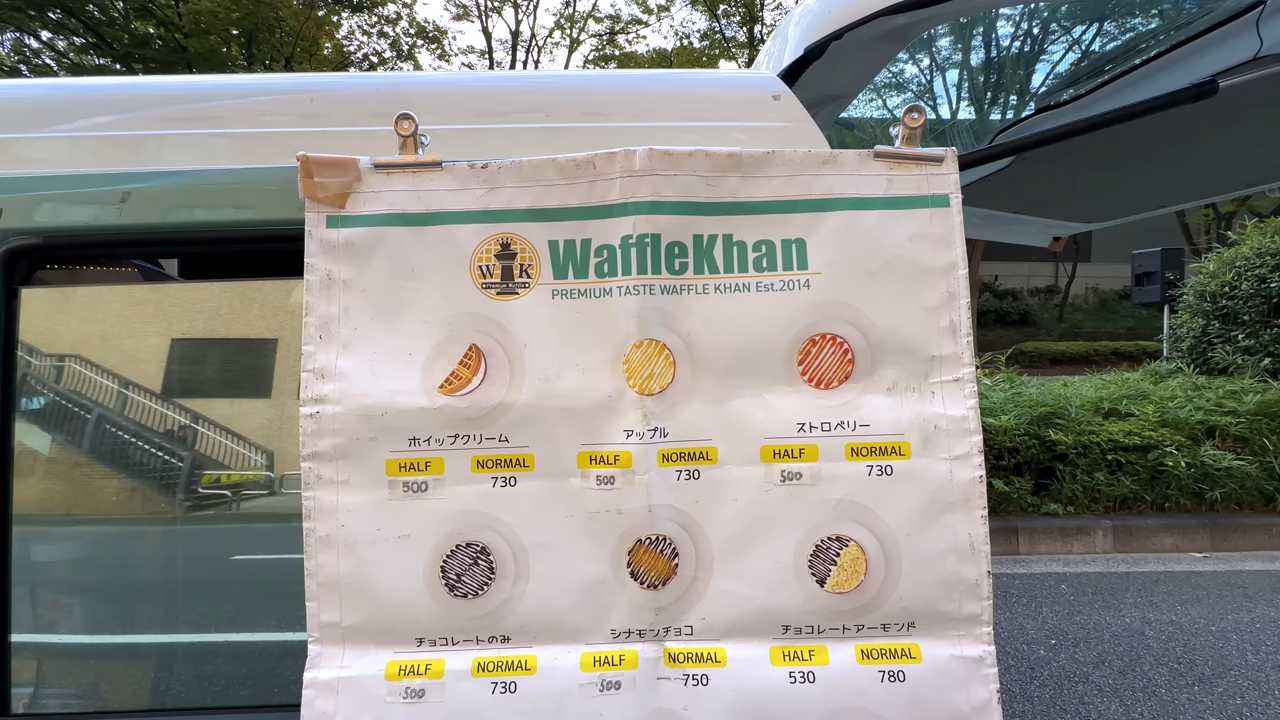 WaffleKhan
W K
Premium Waffle
PREMIUM TASTE WAFFLE KHAN Est.2014
ホイップクリーム
HALF NORMAL
500 730
アップル
HALF NORMAL
500 730
ストロベリー
HALF NORMAL
500 730
チョコレートのみ
HALF NORMAL
500 730
シナモンチョコ
HALF NORMAL
500 750
チョコレートアーモンド
HALF NORMAL
530 780